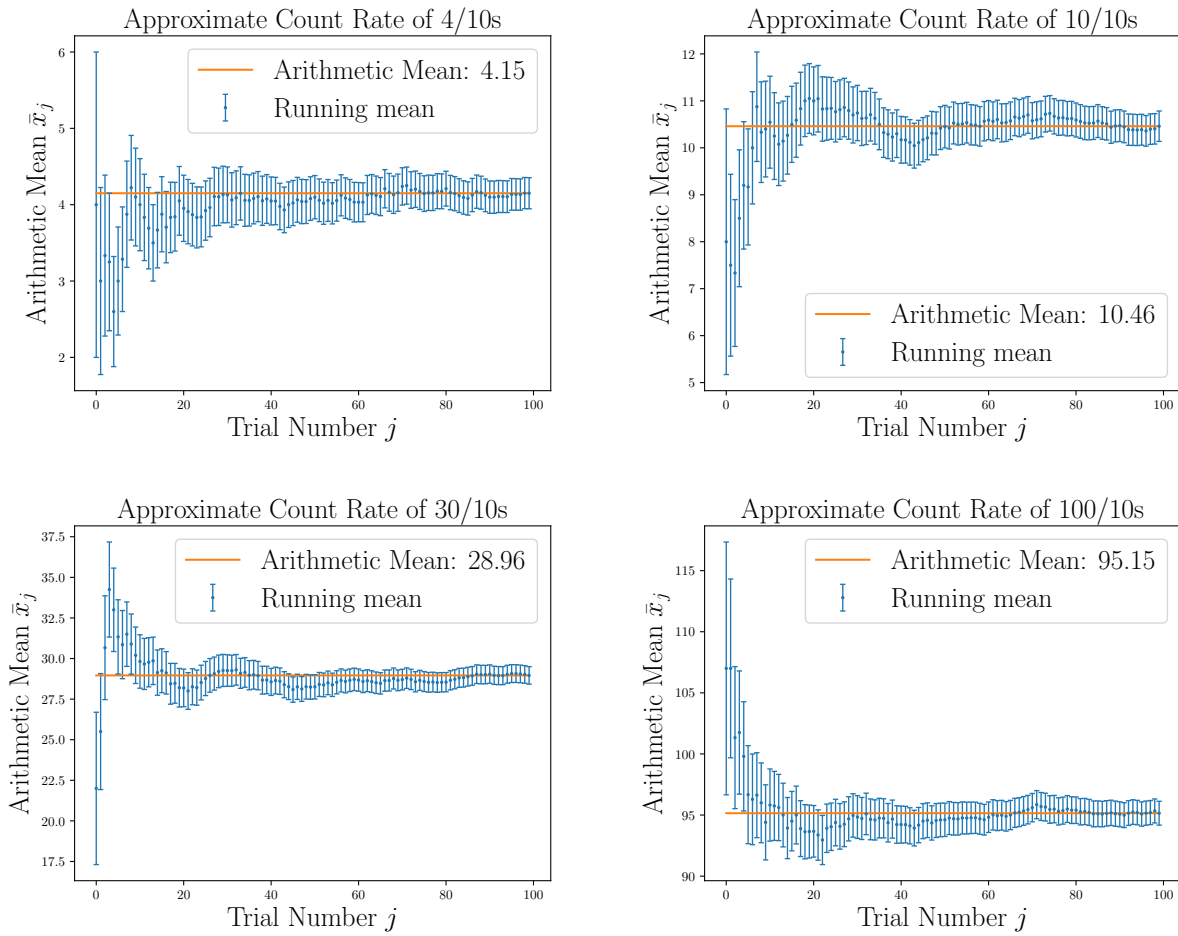 Approximate Count Rate of 4/10s
6
5
4
3
2
0
20
40
60
80
100
Arithmetic Mean x̄_j
Trial Number j
Arithmetic Mean: 4.15
Running mean
Approximate Count Rate of 10/10s
12
11
10
9
8
7
6
5
0
20
40
60
80
100
Arithmetic Mean x̄_j
Trial Number j
Arithmetic Mean: 10.46
Running mean
Approximate Count Rate of 30/10s
37.5
35.0
32.5
30.0
27.5
25.0
22.5
20.0
17.5
0
20
40
60
80
100
Arithmetic Mean x̄_j
Trial Number j
Arithmetic Mean: 28.96
Running mean
Approximate Count Rate of 100/10s
115
110
105
100
95
90
0
20
40
60
80
100
Arithmetic Mean x̄_j
Trial Number j
Arithmetic Mean: 95.15
Running mean